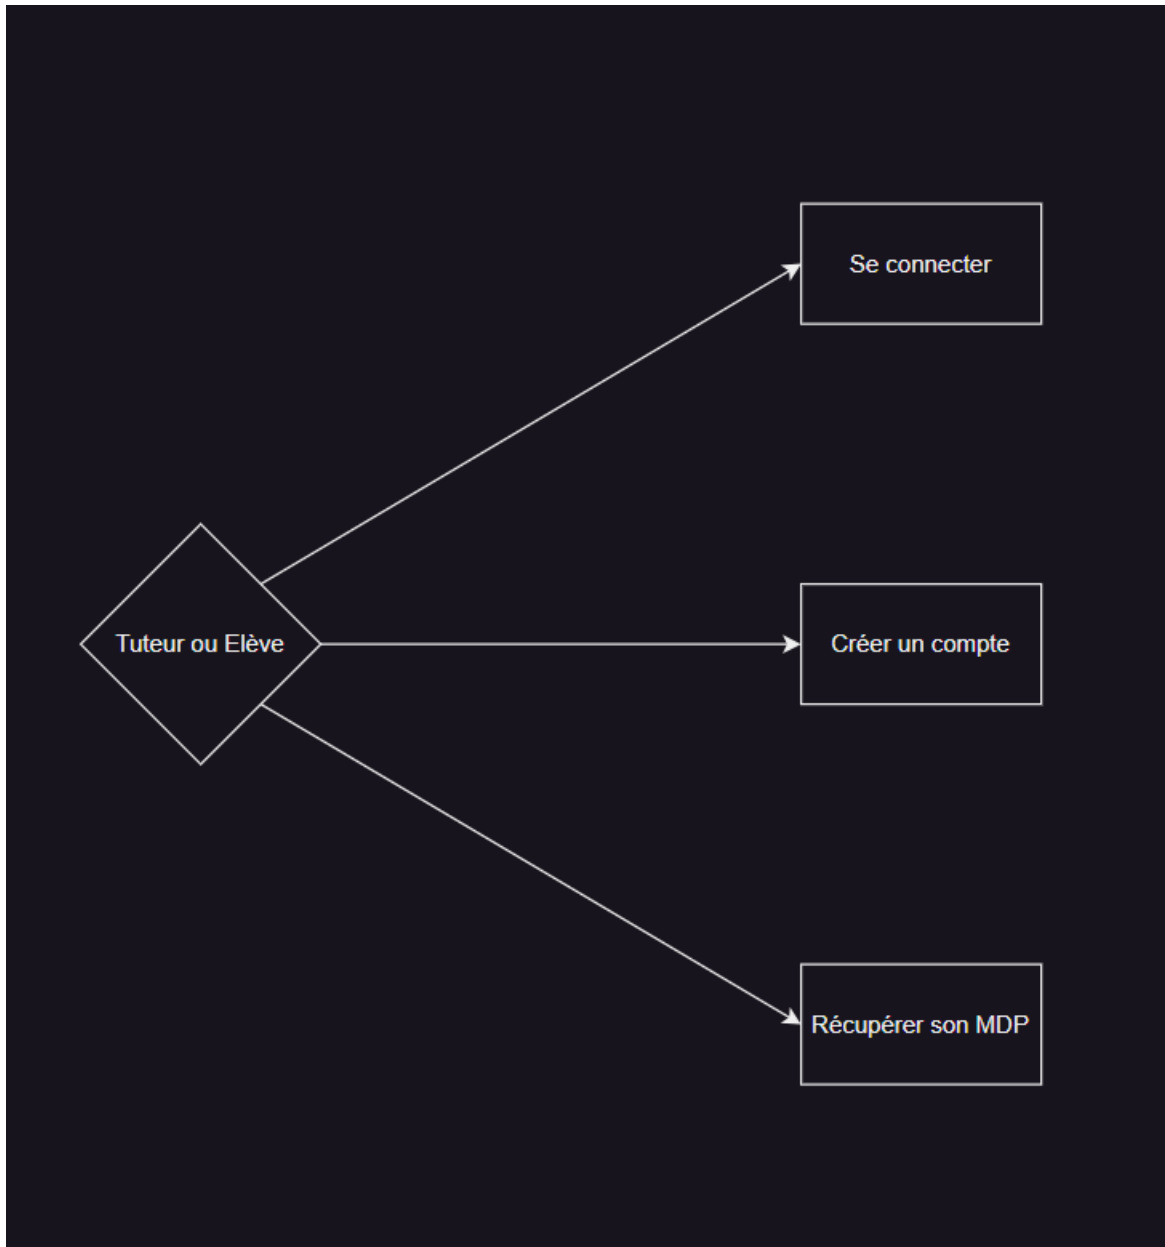 Se connecter
Tuteur ou Elève
Créer un compte
Récupérer son MDP